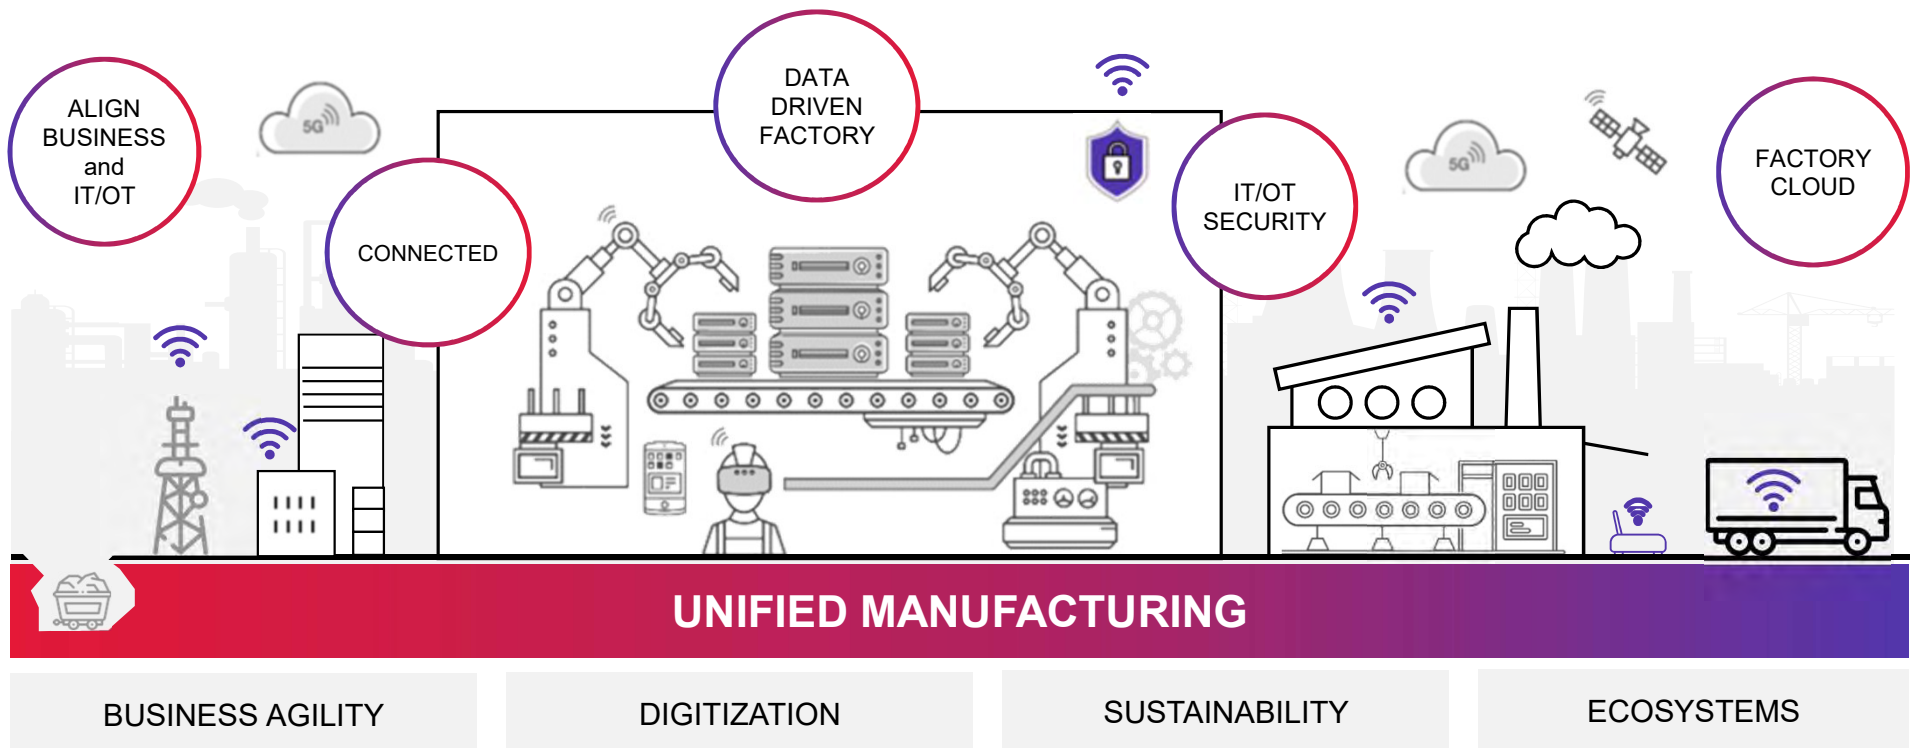 ALIGN
BUSINESS
and
IT/OT
5G
CONNECTED
DATA
DRIVEN
FACTORY
IT/OT
SECURITY
5G
FACTORY
CLOUD
UNIFIED MANUFACTURING
BUSINESS AGILITY
DIGITIZATION
SUSTAINABILITY
ECOSYSTEMS